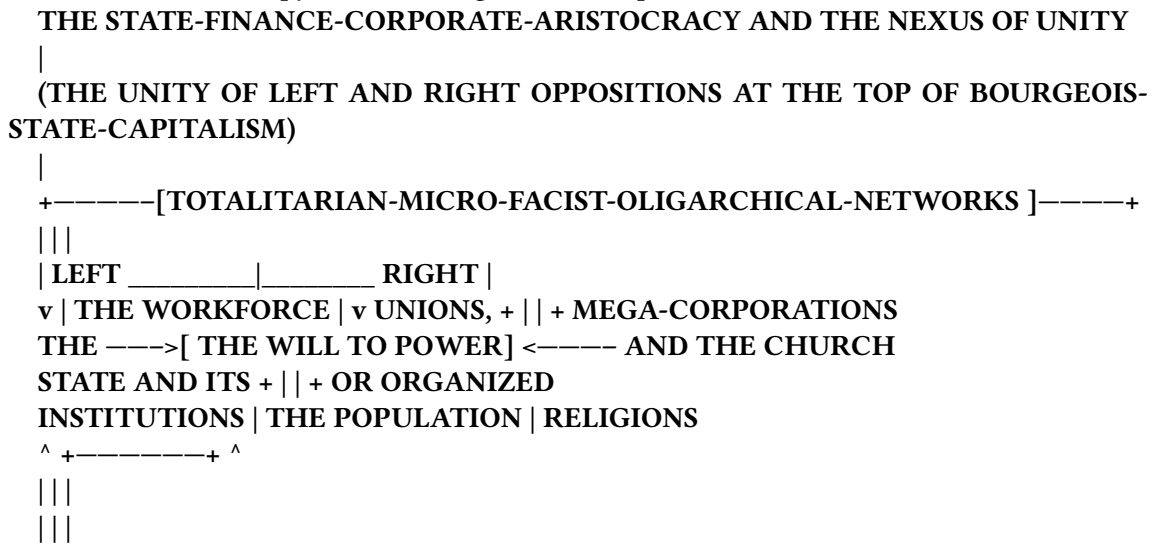 THE STATE-FINANCE-CORPORATE-ARISTOCRACY AND THE NEXUS OF UNITY
|
(THE UNITY OF LEFT AND RIGHT OPPOSITIONS AT THE TOP OF BOURGEOIS-
STATE-CAPITALISM)
|
+—————–[TOTALITARIAN-MICRO-FACIST-OLIGARCHICAL-NETWORKS ]————+
| | |
| LEFT _________|________ RIGHT |
v | THE WORKFORCE | v UNIONS, + | | + MEGA-CORPORATIONS
THE ———>[ THE WILL TO POWER] <————– AND THE CHURCH
STATE AND ITS + | | + OR ORGANIZED
INSTITUTIONS | THE POPULATION | RELIGIONS
^ +——————+ ^
| | |
| | |